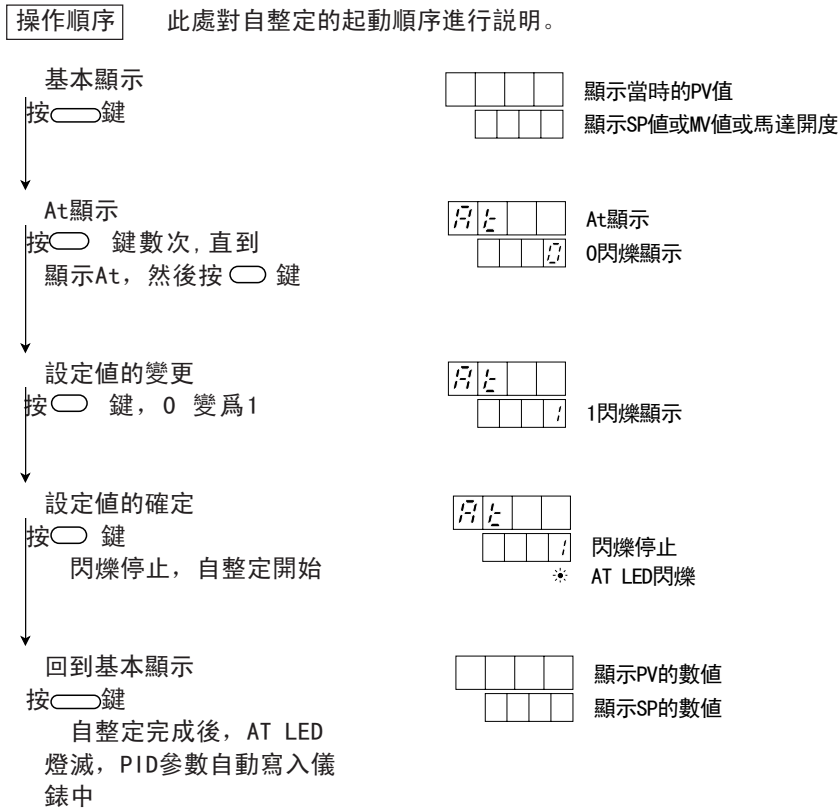 操作順序 此處對自整定的起動順序進行説明。
基本顯示
按鍵
顯示當時的PV值
顯示SP値或MV値或馬達開度
At顯示
按 鍵數次,直到
顯示At，然後按 鍵
At
At顯示
0
0閃爍顯示
設定値的變更
按 鍵，0 變爲1
At
1
1閃爍顯示
設定値的確定
按 鍵
閃爍停止，自整定開始
At
1
閃爍停止
AT LED閃爍
回到基本顯示
按鍵
自整定完成後，AT LED
燈滅，PID參數自動寫入儀
錶中
顯示PV的數値
顯示SP的數値